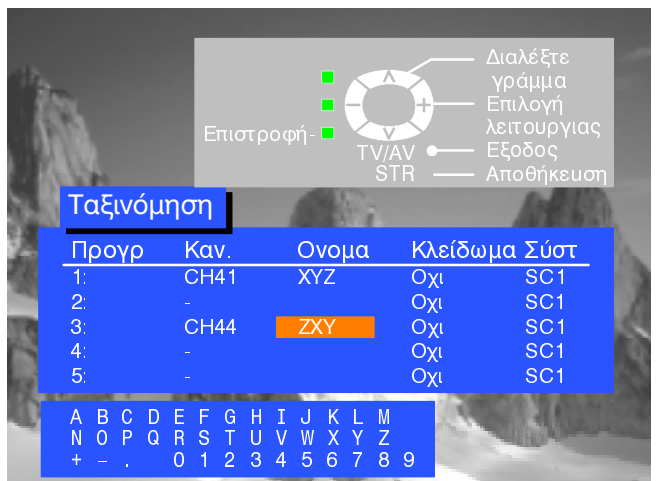 Διαλέξτε
γράμμα
Επιλογή
λειτουργιας
Επιστροφή-
TV/AV Εξοδος
STR Αποθήκευση
Ταξινόμηση
Προγρ Καν. Ονομα Κλείδωμα Σύστ
1: CH41 XYZ Οχι SC1
2: - Οχι SC1
3: CH44 ZXY Οχι SC1
4: - Οχι SC1
5: - Οχι SC1
A B C D E F G H I J K L M
N O P Q R S T U V W X Y Z
+ - . 0 1 2 3 4 5 6 7 8 9